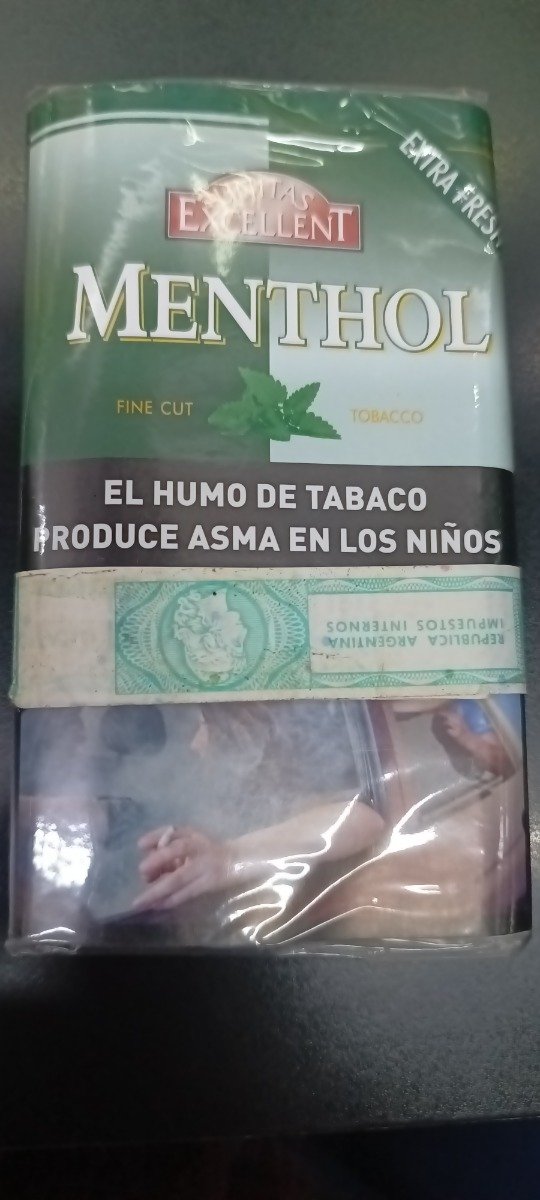 EXTRA FRESH
EXCELLENT
MENTHOL
FINE CUT
TOBACCO
EL HUMO DE TABACO
PRODUCE ASMA EN LOS NIÑOS
REPUBLICA ARGENTINA
IMPUESTOS INTERNOS